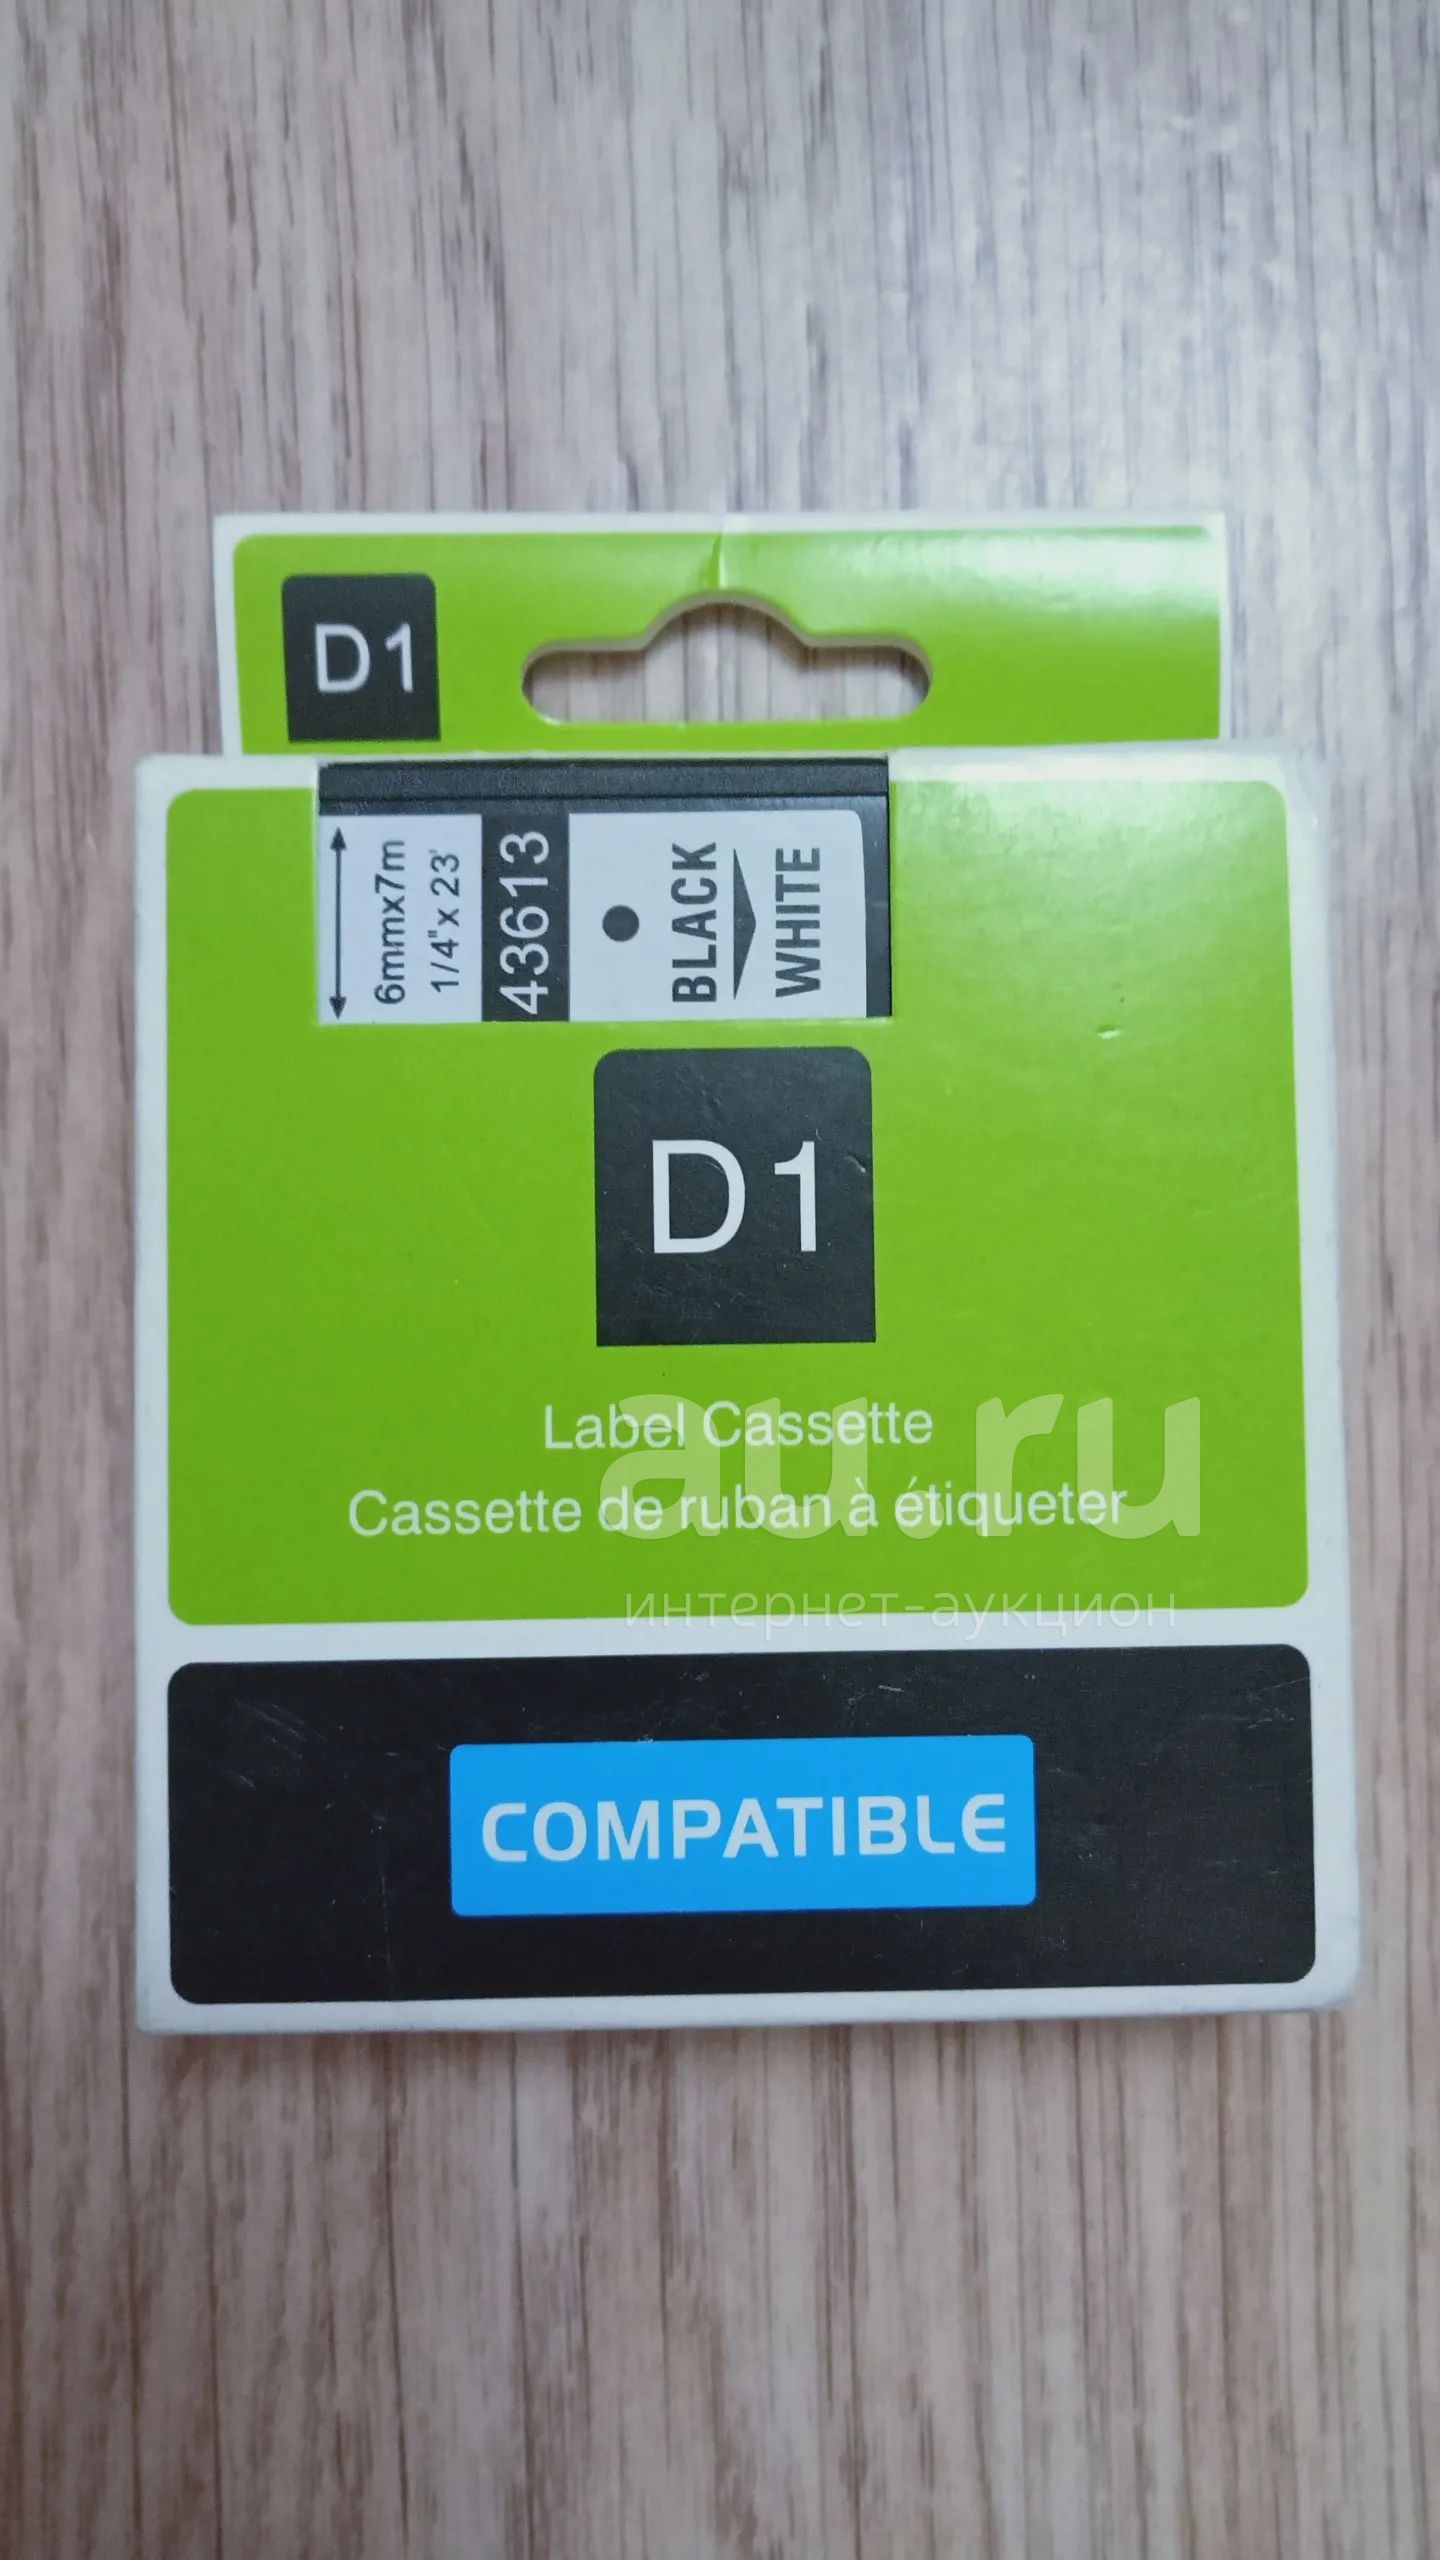 D1
6mmx7m
1/4" x 23'
43613
BLACK
WHITE
D1
Label Cassette
Cassette de ruban à étiqueter
au.ru
интернет-аукцион
COMPATIBLE